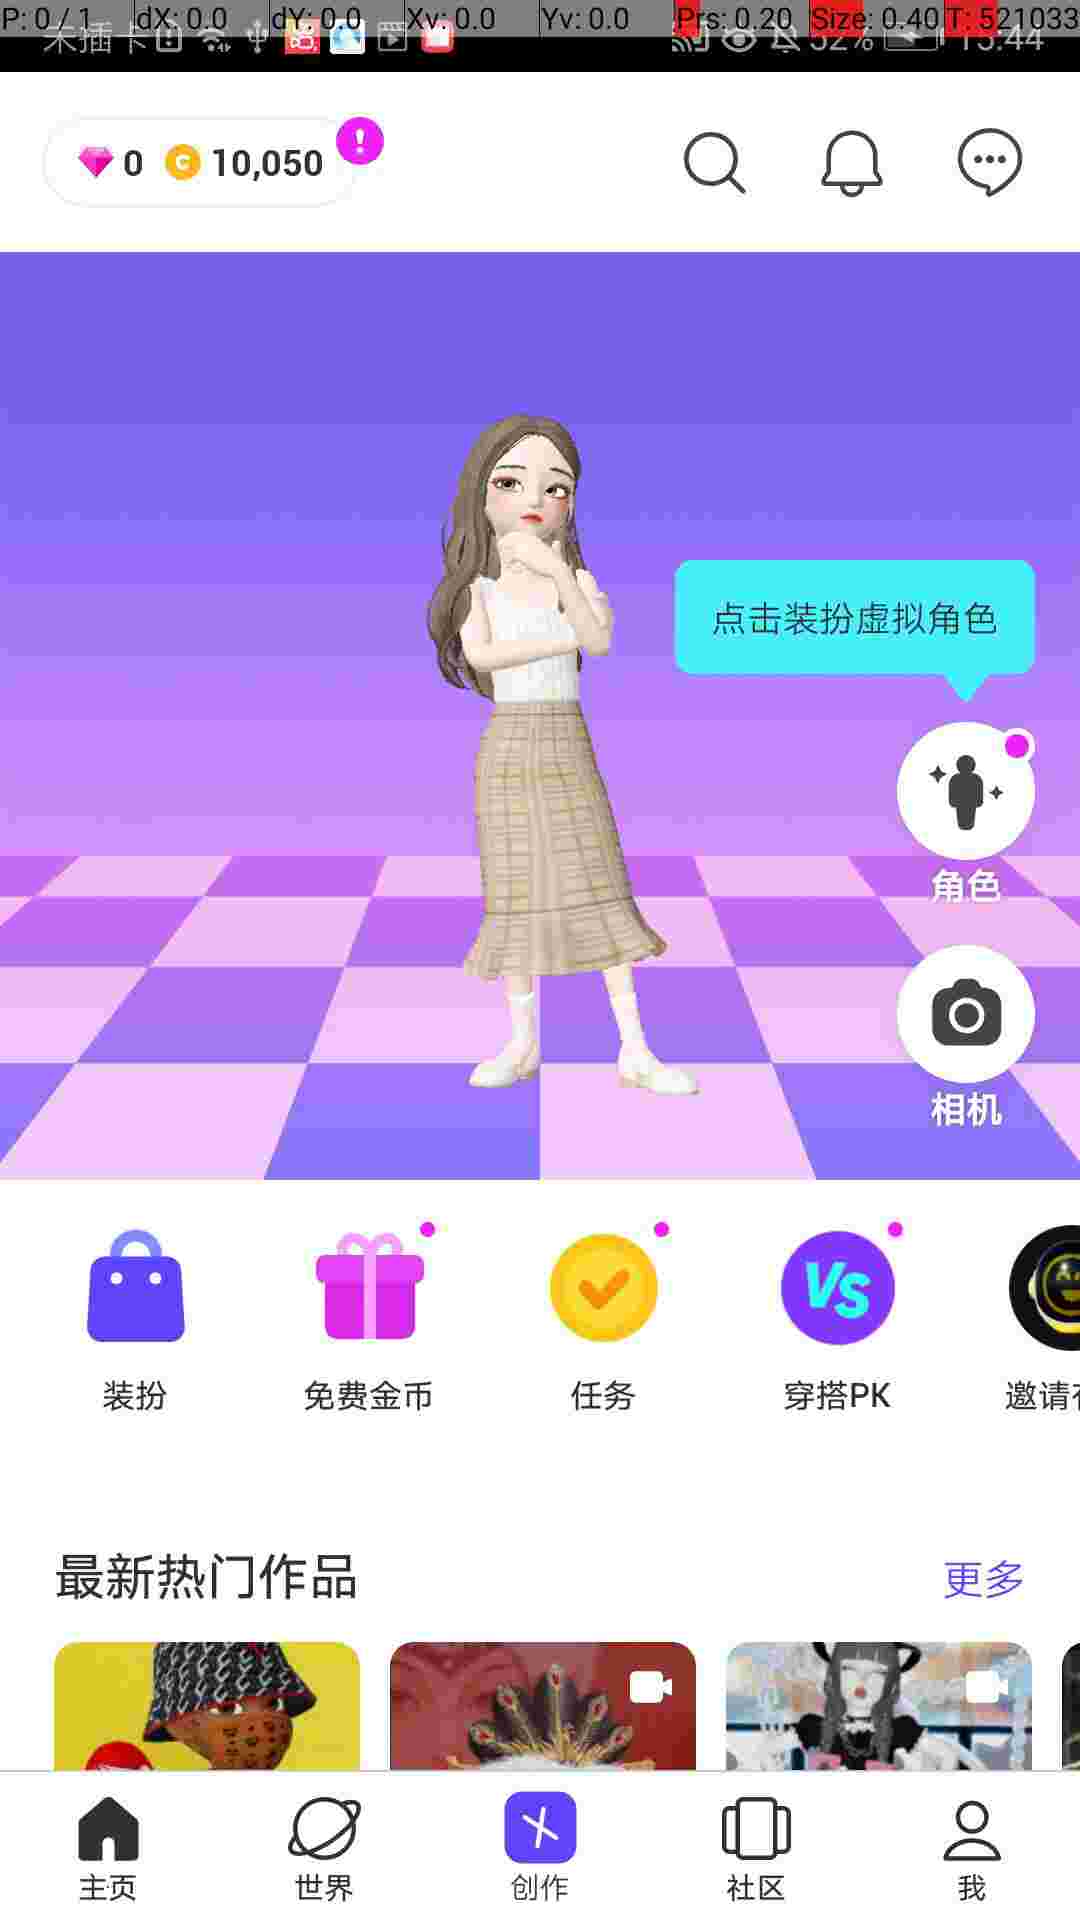 P: 0 / 1 dX: 0.0 dY: 0.0 Xv: 0.0 Yv: 0.0 Prs: 0.20 Size: 0.40 T: 521033
未插卡 52% 15:44
0 C 10,050 !
点击装扮虚拟角色
角色
相机
VS
装扮 免费金币 任务 穿搭PK 邀请
最新热门作品 更多
主页 世界 创作 社区 我